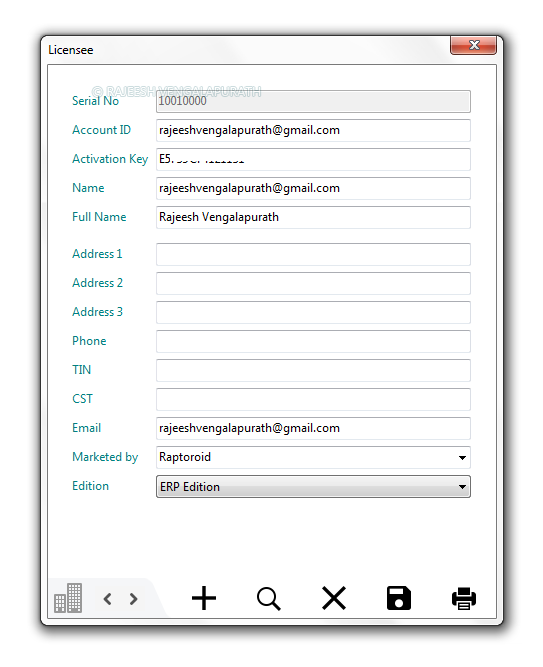 Licensee
© RAJEESH VENGALAPURATH
Serial No 10010000
Account ID rajeeshvengalapurath@gmail.com
Activation Key
Name rajeeshvengalapurath@gmail.com
Full Name Rajeesh Vengalapurath
Address 1
Address 2
Address 3
Phone
TIN
CST
Email rajeeshvengalapurath@gmail.com
Marketed by Raptoroid
Edition ERP Edition